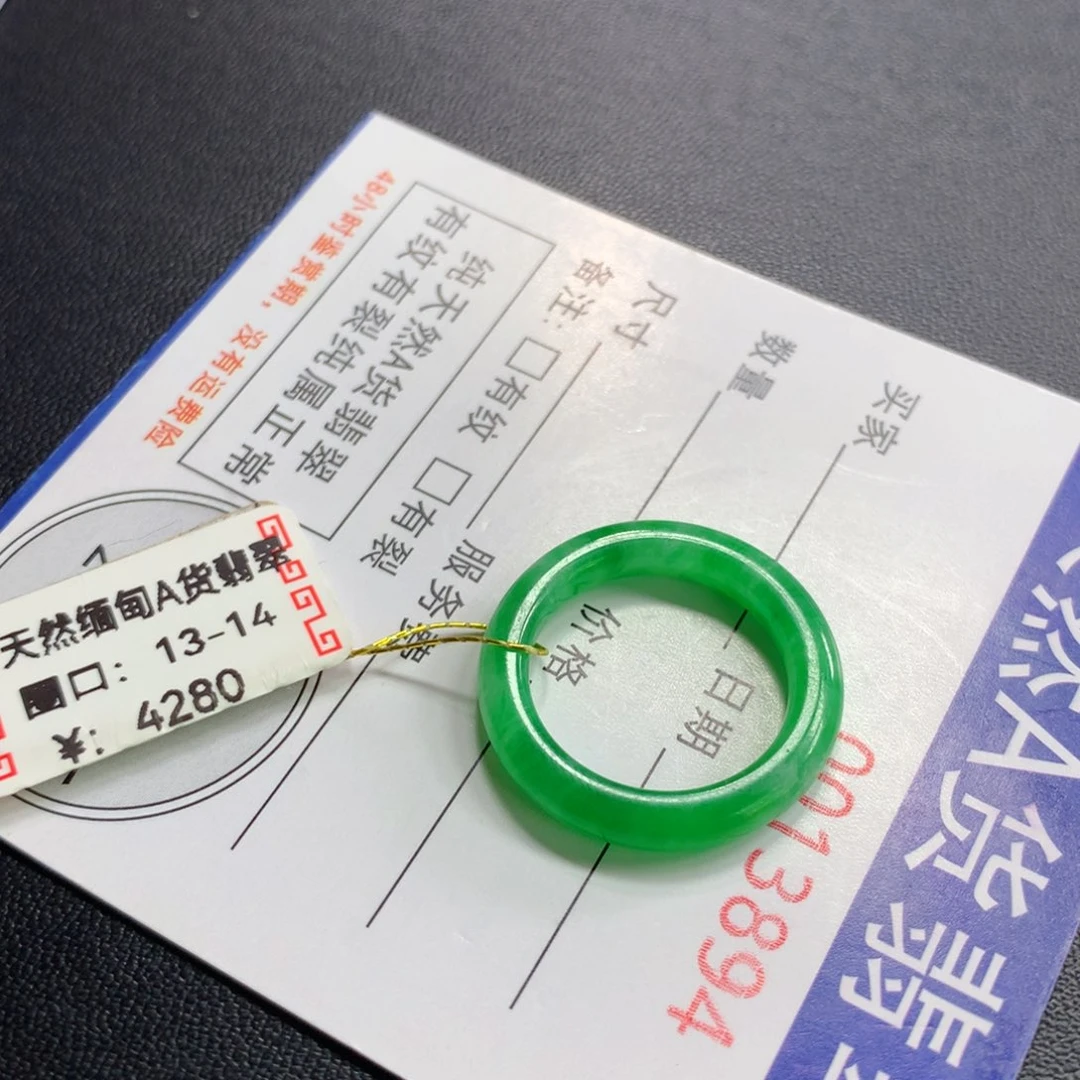 天然缅甸A货翡翠
圈口：13-14
4280
然A货翡
0013894
买家
数量
日期
尺寸
价格
备注：□有纹 □有裂
服务
纯天然A货翡翠
有纹有裂纯属正常
48小时鉴赏期，没有运费险